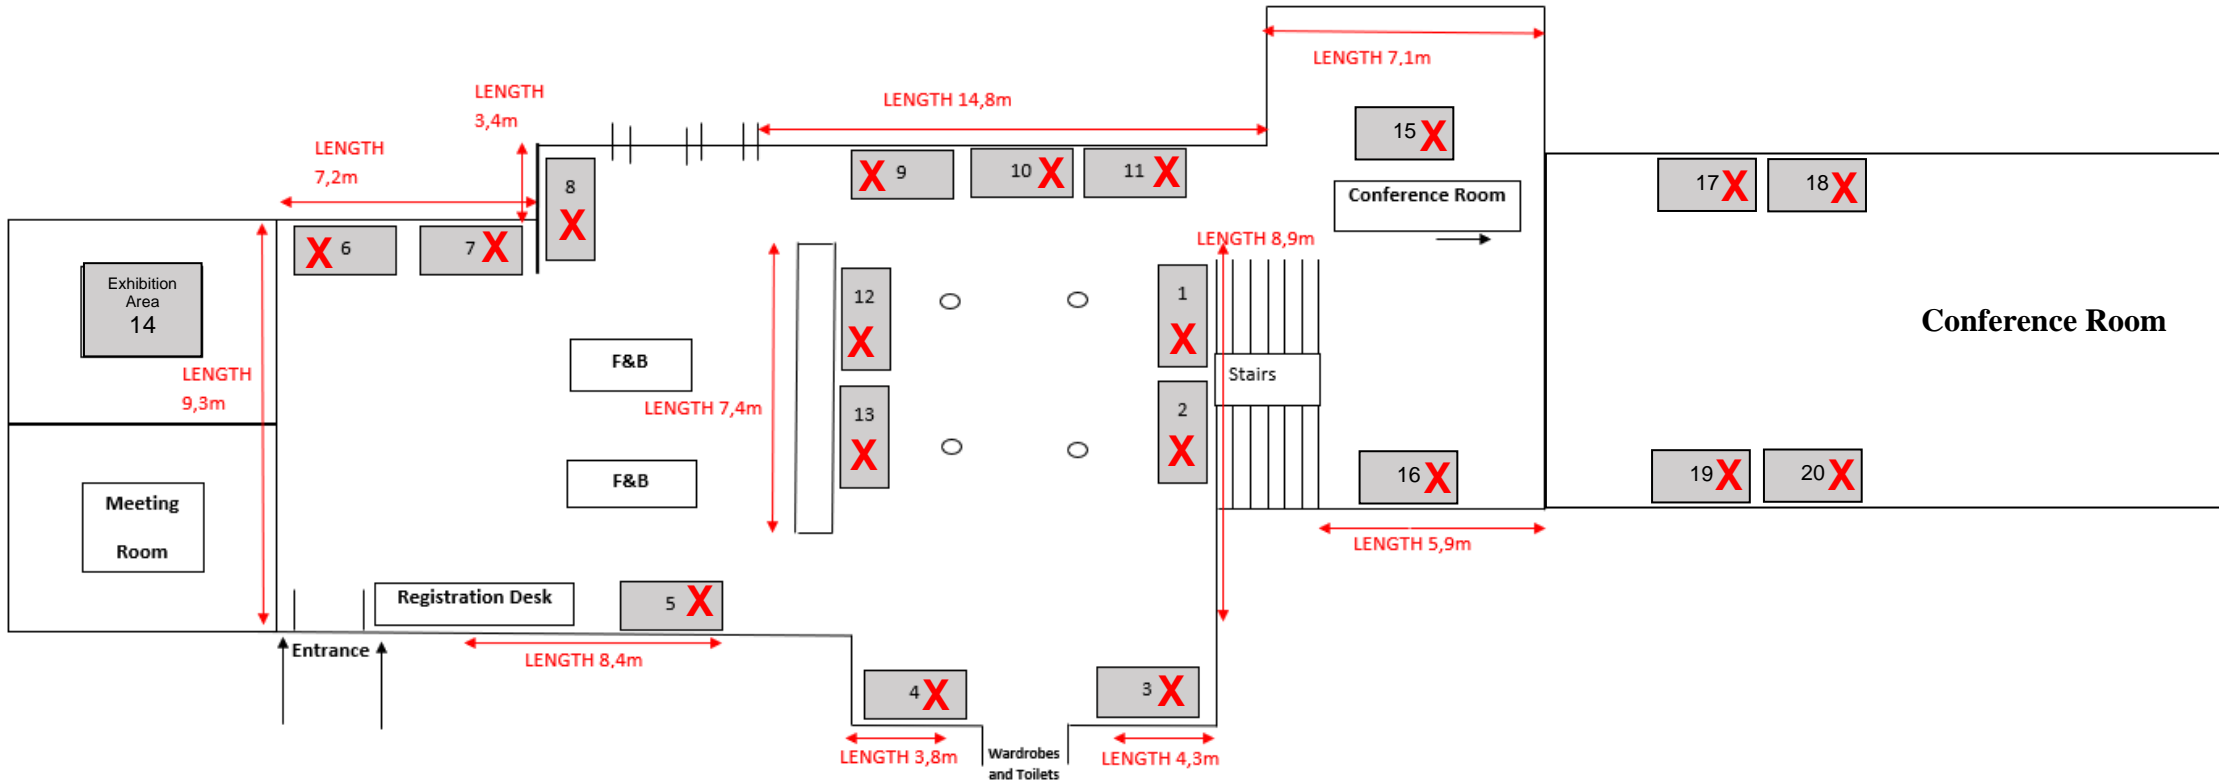 LENGTH 7,1m
LENGTH
3,4m
LENGTH 14,8m
LENGTH
7,2m
15 X
8
X
X 9
10 X
11 X
Conference Room
17 X
18 X
X 6
7 X
LENGTH 8,9m
Exhibition
Area
14
12
X
1
X
Conference Room
F&B
LENGTH
9,3m
Stairs
LENGTH 7,4m
13
X
2
X
F&B
16 X
19 X
20 X
Meeting
Room
LENGTH 5,9m
Registration Desk
5 X
Entrance
LENGTH 8,4m
4 X
3 X
LENGTH 3,8m
Wardrobes
and Toilets
LENGTH 4,3m